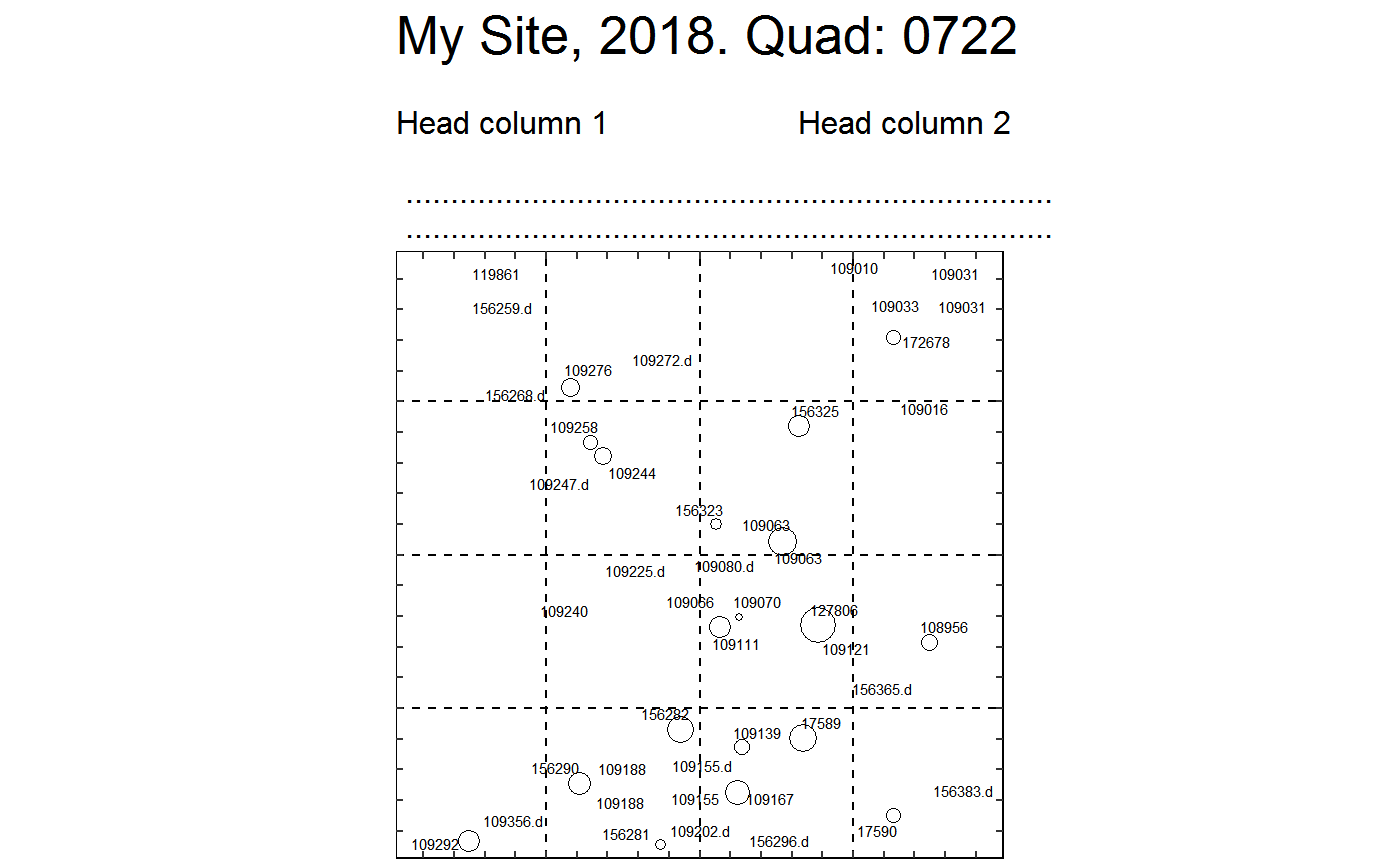 My Site, 2018. Quad: 0722
Head column 1 Head column 2
....................................................................
....................................................................
109010
119861 109031
109033 109031
156259.d
172678
109272.d
109276
156268.d
109016
156325
109258
109244
109247.d
156323
109063
109063
109080.d
109225.d
109066 109070
127806
109240
108956
109111
109121
156365.d
156282
17589
109139
109155.d
156290 109188
156383.d
109155 109167
109188
109356.d
17590
109202.d
156281
156296.d
109292